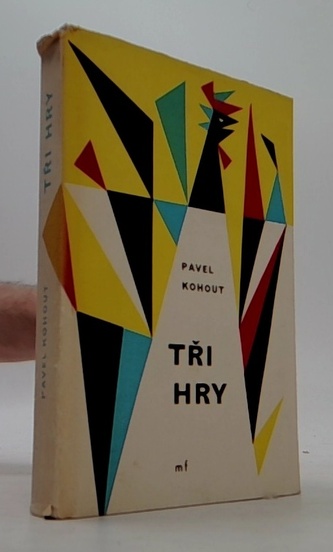 PAVEL
KOHOUT
TŘI
HRY
mf
PAVEL KOHOUT TŘI HRY